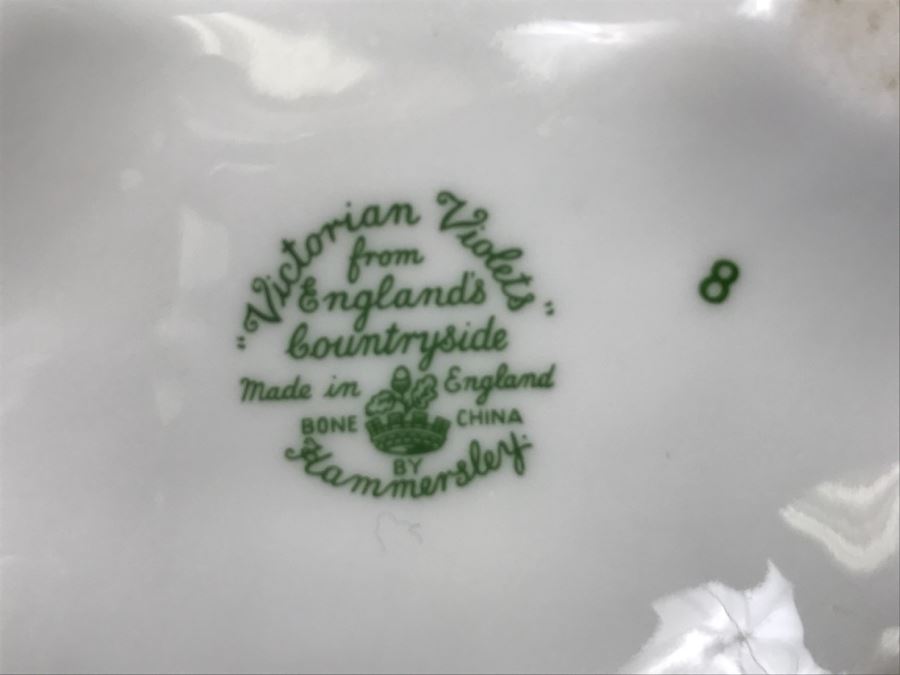 "Victorian Violets"
from
England's
Countryside
Made in England
BONE CHINA
BY
Hammersley
8